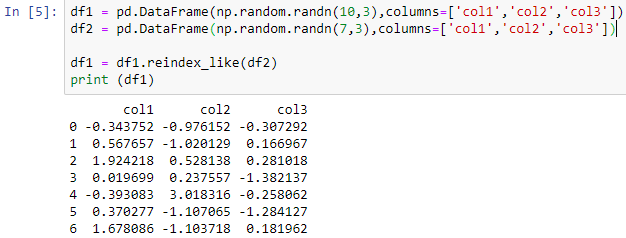 In [5]: df1 = pd.DataFrame(np.random.randn(10,3),columns=['col1','col2','col3'])
df2 = pd.DataFrame(np.random.randn(7,3),columns=['col1','col2','col3'])
df1 = df1.reindex_like(df2)
print (df1)
col1 col2 col3
0 -0.343752 -0.976152 -0.307292
1 0.567657 -1.020129 0.166967
2 1.924218 0.528138 0.281018
3 0.019699 0.237557 -1.382137
4 -0.393083 3.018316 -0.258062
5 0.370277 -1.107065 -1.284127
6 1.678086 -1.103718 0.181962